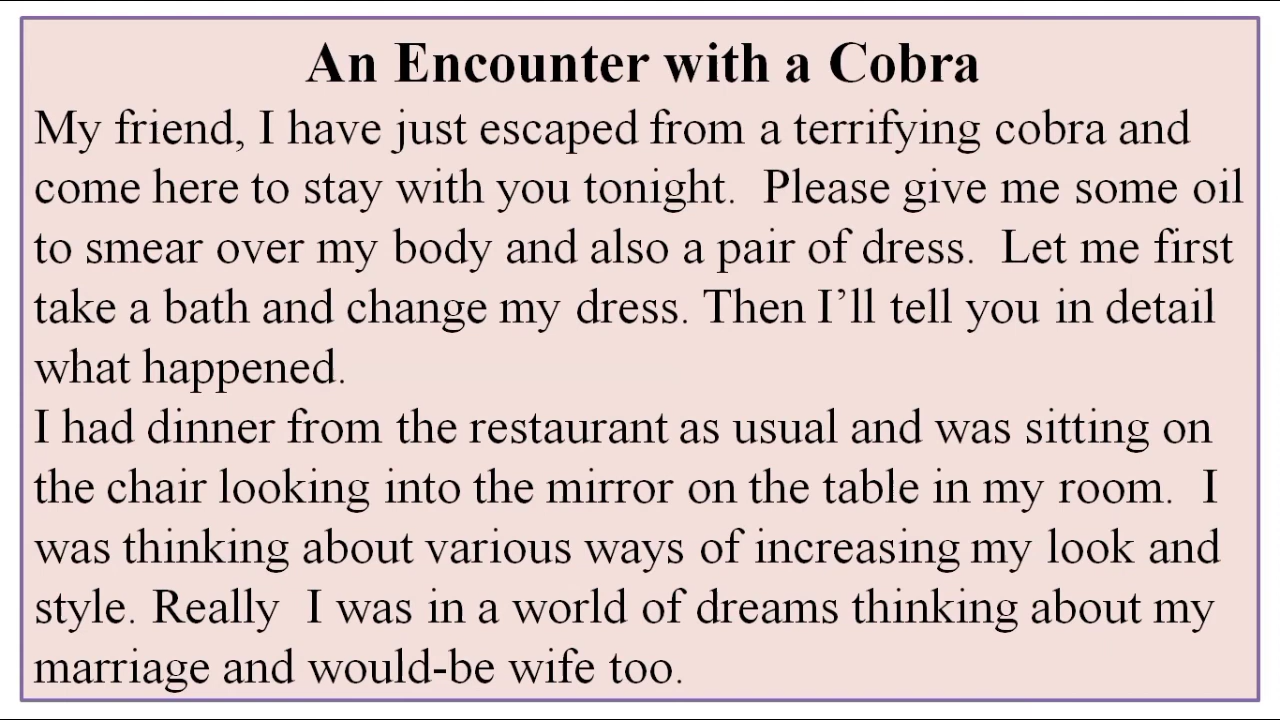 An Encounter with a Cobra
My friend, I have just escaped from a terrifying cobra and
come here to stay with you tonight.  Please give me some oil
to smear over my body and also a pair of dress.  Let me first
take a bath and change my dress. Then I’ll tell you in detail
what happened.
I had dinner from the restaurant as usual and was sitting on
the chair looking into the mirror on the table in my room.  I
was thinking about various ways of increasing my look and
style. Really  I was in a world of dreams thinking about my
marriage and would-be wife too.